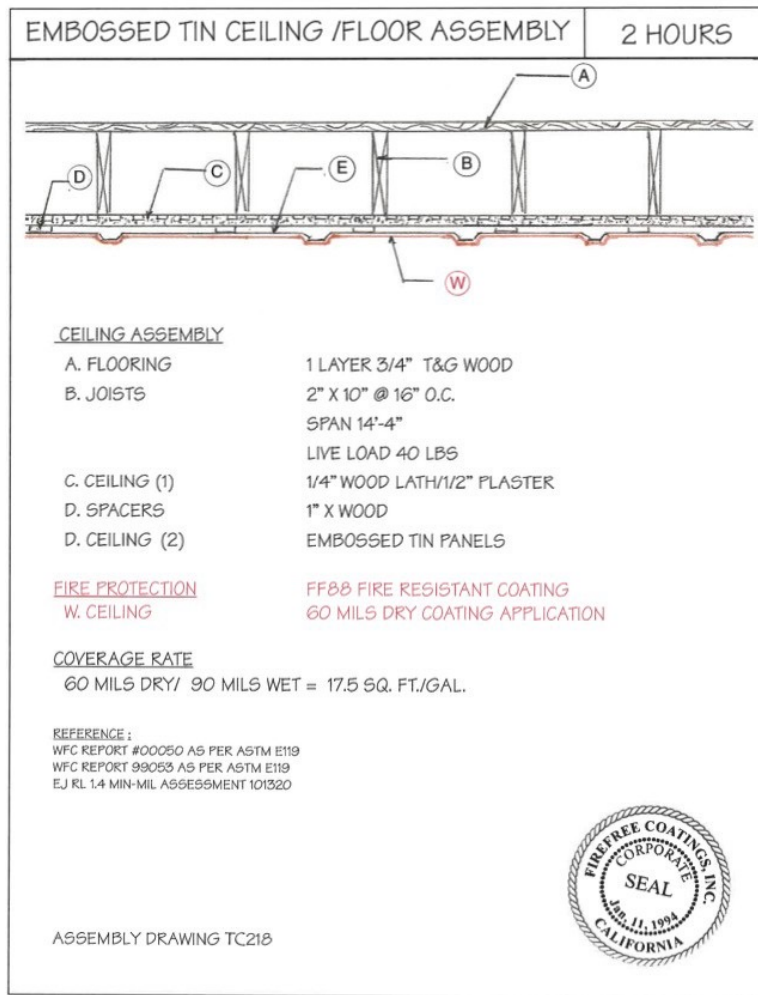 EMBOSSED TIN CEILING /FLOOR ASSEMBLY
2 HOURS
A
D
C
E
B
W
CEILING ASSEMBLY
A. FLOORING 1 LAYER 3/4" T&G WOOD
B. JOISTS 2" X 10" @ 16" O.C.
SPAN 14'-4"
LIVE LOAD 40 LBS
C. CEILING (1) 1/4" WOOD LATH/1/2" PLASTER
D. SPACERS 1" X WOOD
D. CEILING (2) EMBOSSED TIN PANELS
FIRE PROTECTION FF88 FIRE RESISTANT COATING
W. CEILING 60 MILS DRY COATING APPLICATION
COVERAGE RATE
60 MILS DRY/ 90 MILS WET = 17.5 SQ. FT./GAL.
REFERENCE :
WFC REPORT #00050 AS PER ASTM E119
WFC REPORT 99053 AS PER ASTM E119
EJ RL 1.4 MIN-MIL ASSESSMENT 101320
FIREFREE COATINGS, INC.
CORPORATE
SEAL
Jan. 11, 1994
CALIFORNIA
ASSEMBLY DRAWING TC218